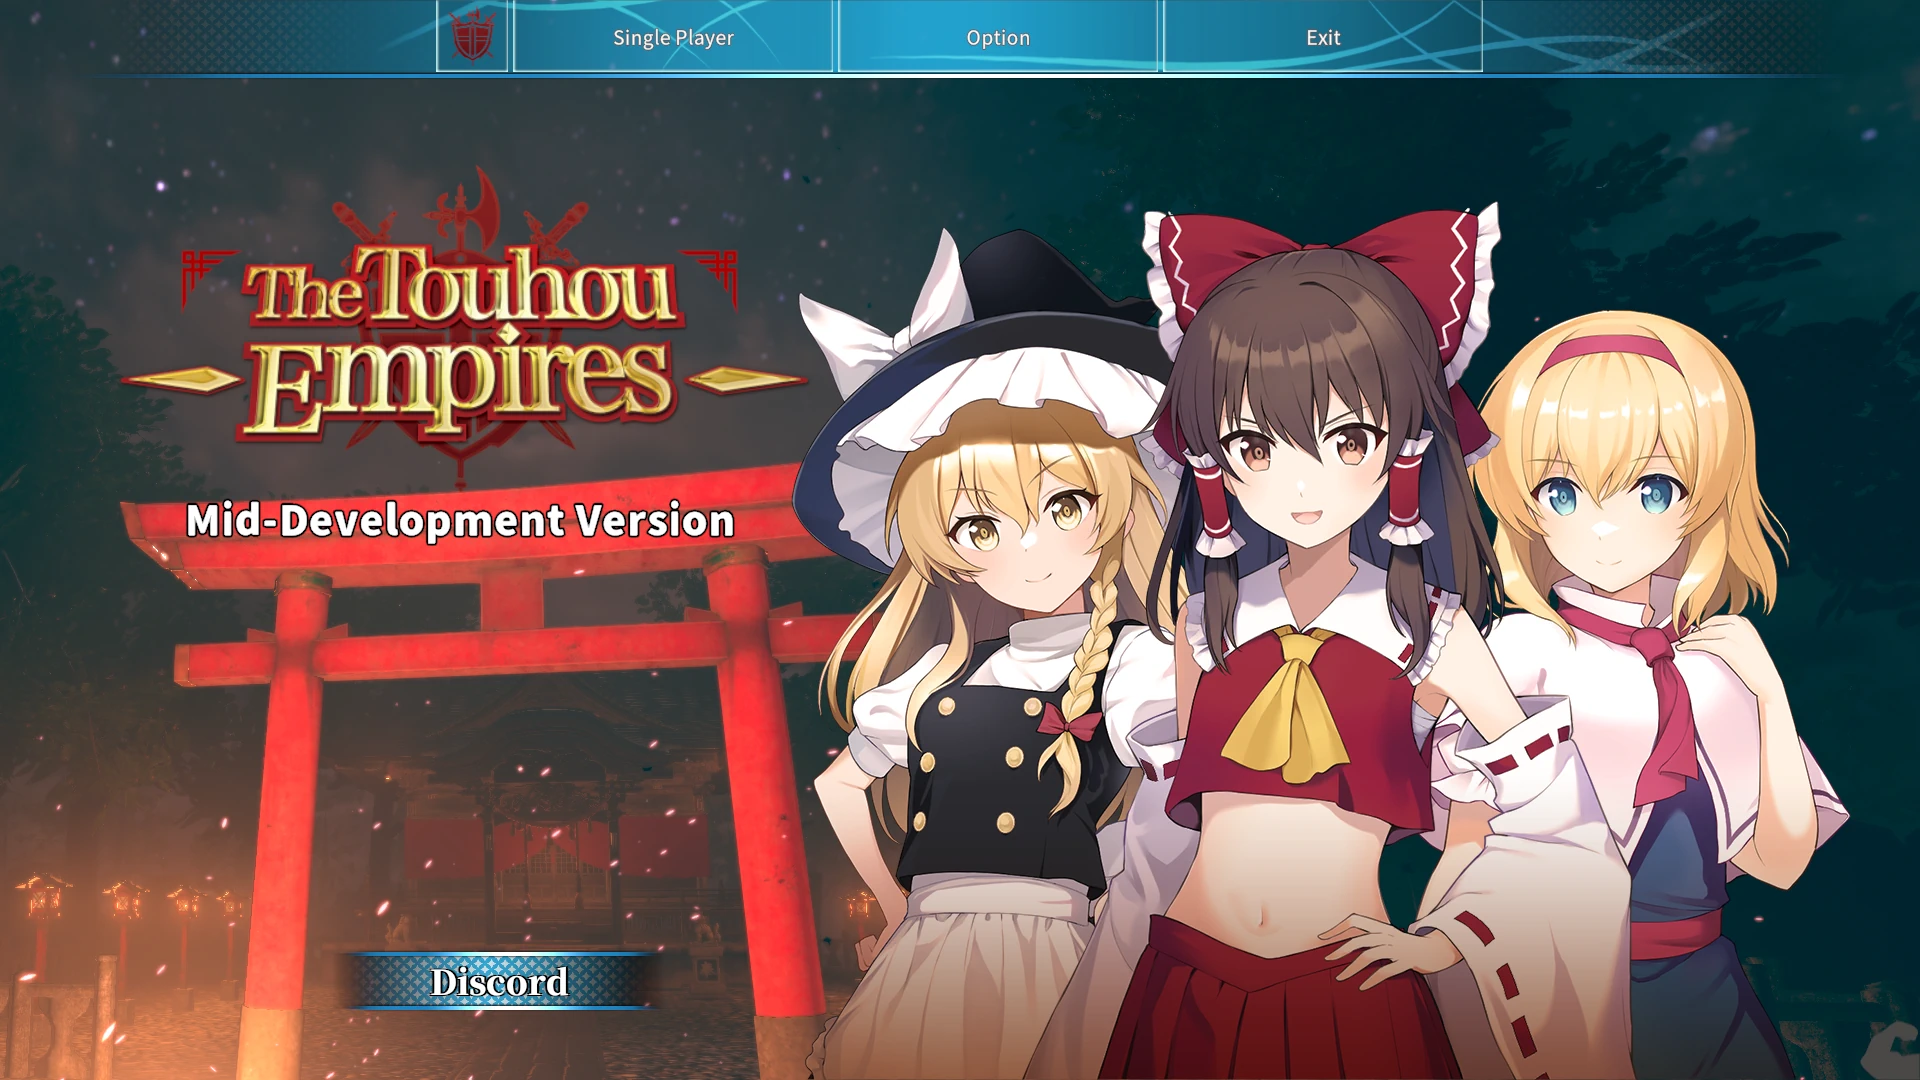 Single Player
Option
Exit
The Touhou
Empires
Mid-Development Version
Discord